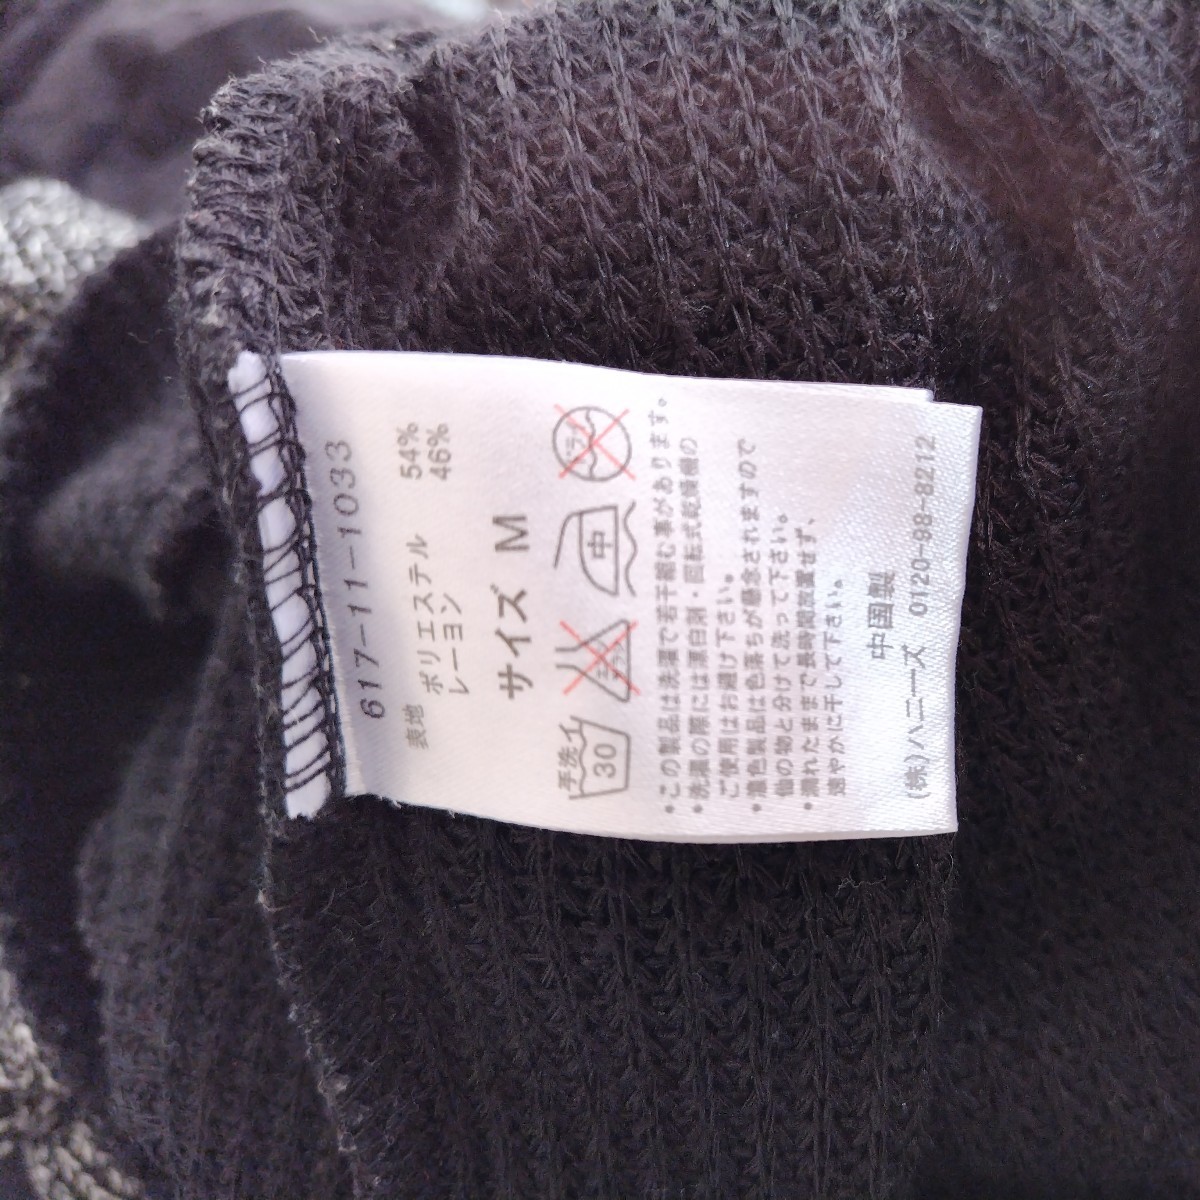 617-11-1033
表地 ポリエステル 54%
レーヨン 46%
サイズ M
手洗イ 30 エンソ 中 ドライ
・この製品は洗濯で若干縮む事があります。
・洗濯の際には漂白剤・回転式乾燥機の
ご使用はお避け下さい。
・濃色製品は色落ちが懸念されますので
他の物と分けて洗って下さい。
・濡れたままで長時間放置せず、
速やかに干して下さい。
中国製
(株)ハニーズ 0120-98-8212